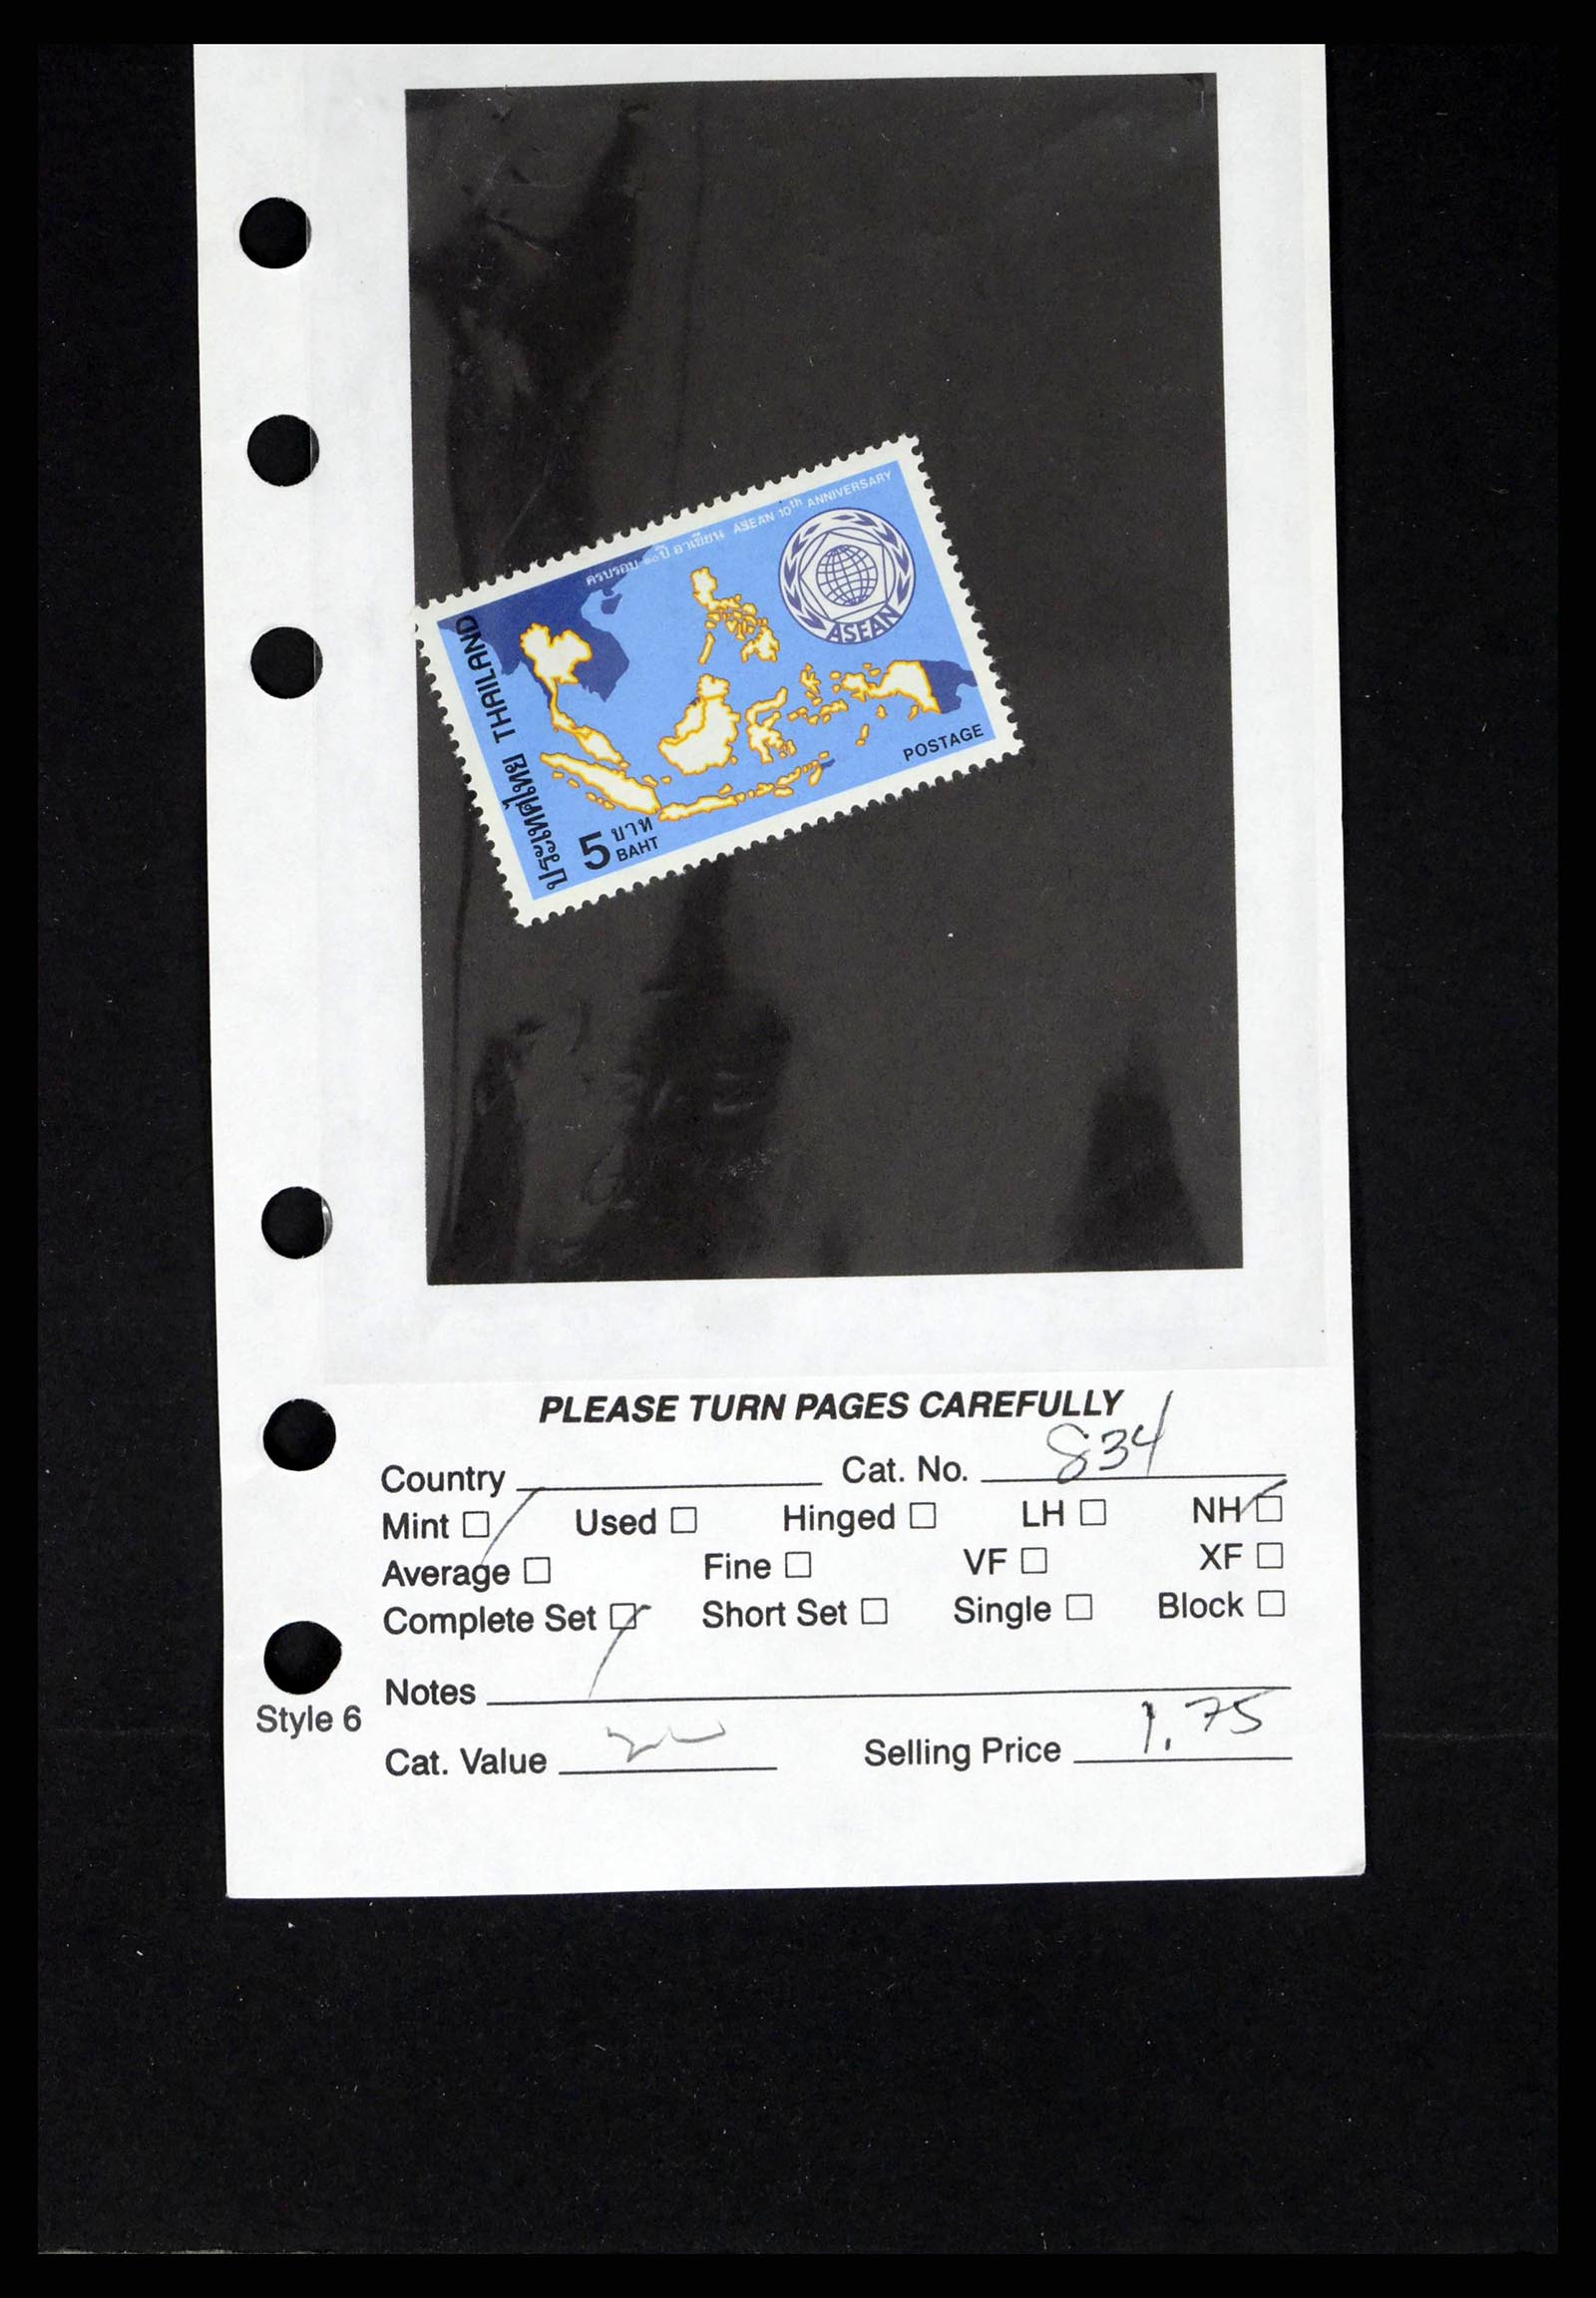 ครบรอบ ๑๐ ปี อาเซียน ASEAN 10th ANNIVERSARY
ASEAN
ประเทศไทย THAILAND
POSTAGE
5 บาท
BAHT
PLEASE TURN PAGES CAREFULLY
Country Cat. No. 834
Mint Used Hinged LH NH
Average Fine VF XF
Complete Set Short Set Single Block
Notes
Style 6
Cat. Value Selling Price 1.75